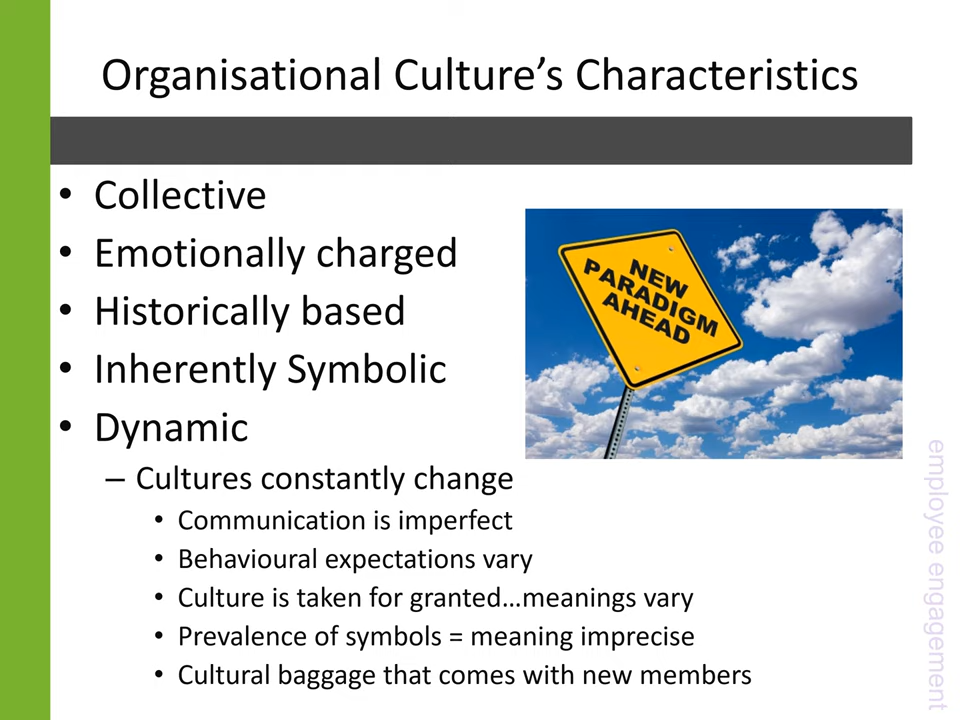 Organisational Culture’s Characteristics
• Collective
• Emotionally charged
• Historically based
• Inherently Symbolic
• Dynamic
– Cultures constantly change
• Communication is imperfect
• Behavioural expectations vary
• Culture is taken for granted…meanings vary
• Prevalence of symbols = meaning imprecise
• Cultural baggage that comes with new members
NEW
PARADIGM
AHEAD
employee engagement